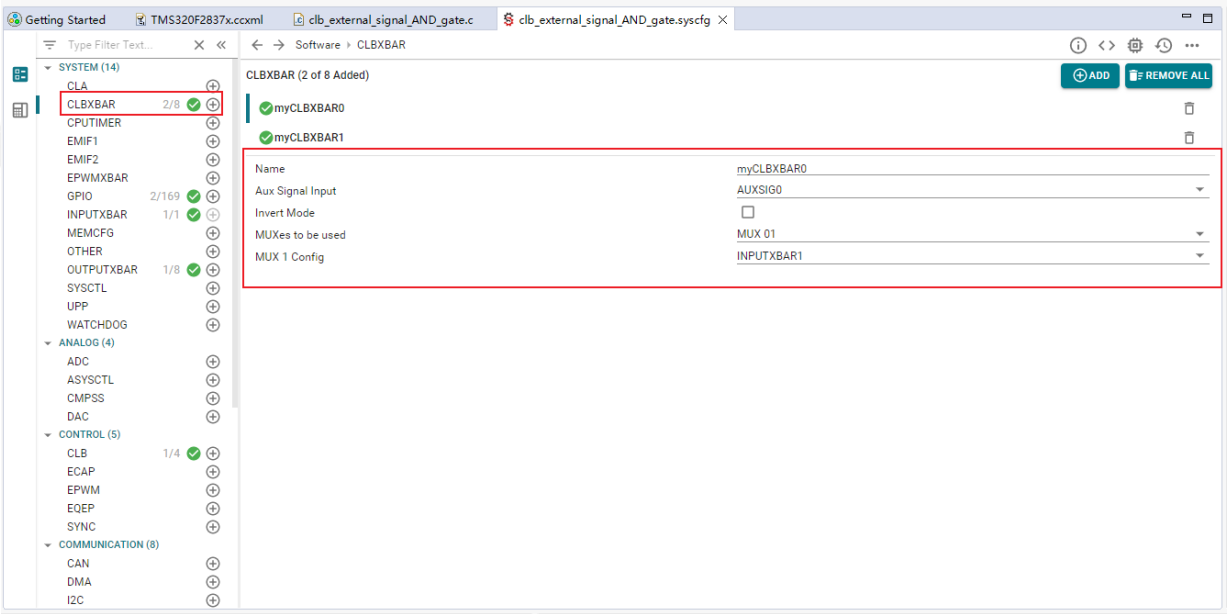 Getting Started TMS320F2837x.ccxml clb_external_signal_AND_gate.c clb_external_signal_AND_gate.syscfg
Type Filter Text... Software CLBXBAR
SYSTEM (14)
CLA
CLBXBAR 2/8
CPUTIMER
EMIF1
EMIF2
EPWMXBAR
GPIO 2/169
INPUTXBAR 1/1
MEMCFG
OTHER
OUTPUTXBAR 1/8
SYSCTL
UPP
WATCHDOG
ANALOG (4)
ADC
ASYSCTL
CMPSS
DAC
CONTROL (5)
CLB 1/4
ECAP
EPWM
EQEP
SYNC
COMMUNICATION (8)
CAN
DMA
I2C
CLBXBAR (2 of 8 Added) ADD REMOVE ALL
myCLBXBAR0
myCLBXBAR1
Name myCLBXBAR0
Aux Signal Input AUXSIG0
Invert Mode
MUXes to be used MUX 01
MUX 1 Config INPUTXBAR1